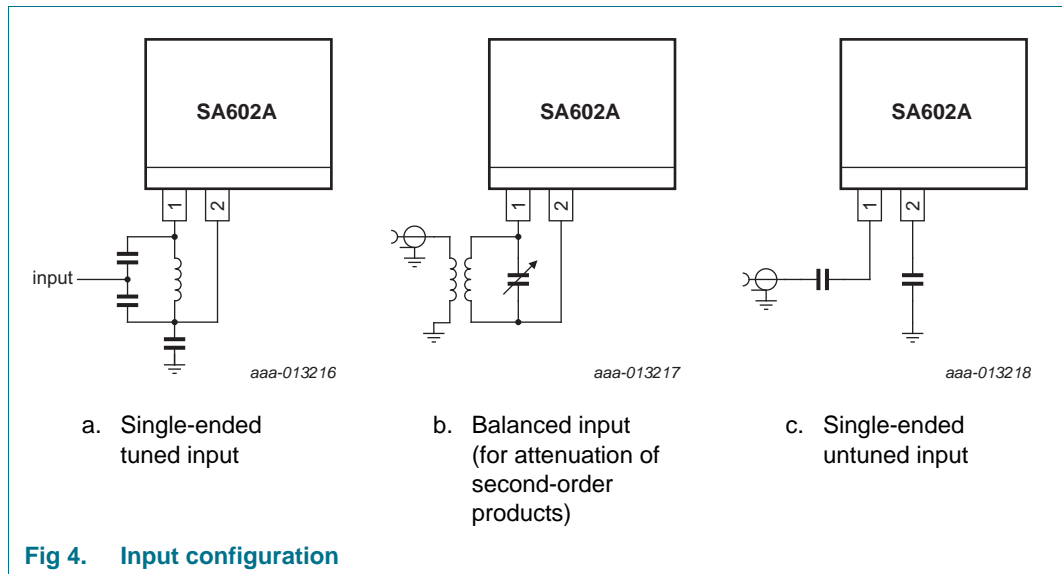 SA602A
SA602A
SA602A
1
2
1
2
1
2
input
aaa-013216
aaa-013217
aaa-013218
a. Single-ended
tuned input
b. Balanced input
(for attenuation of
second-order
products)
c. Single-ended
untuned input
Fig 4. Input configuration